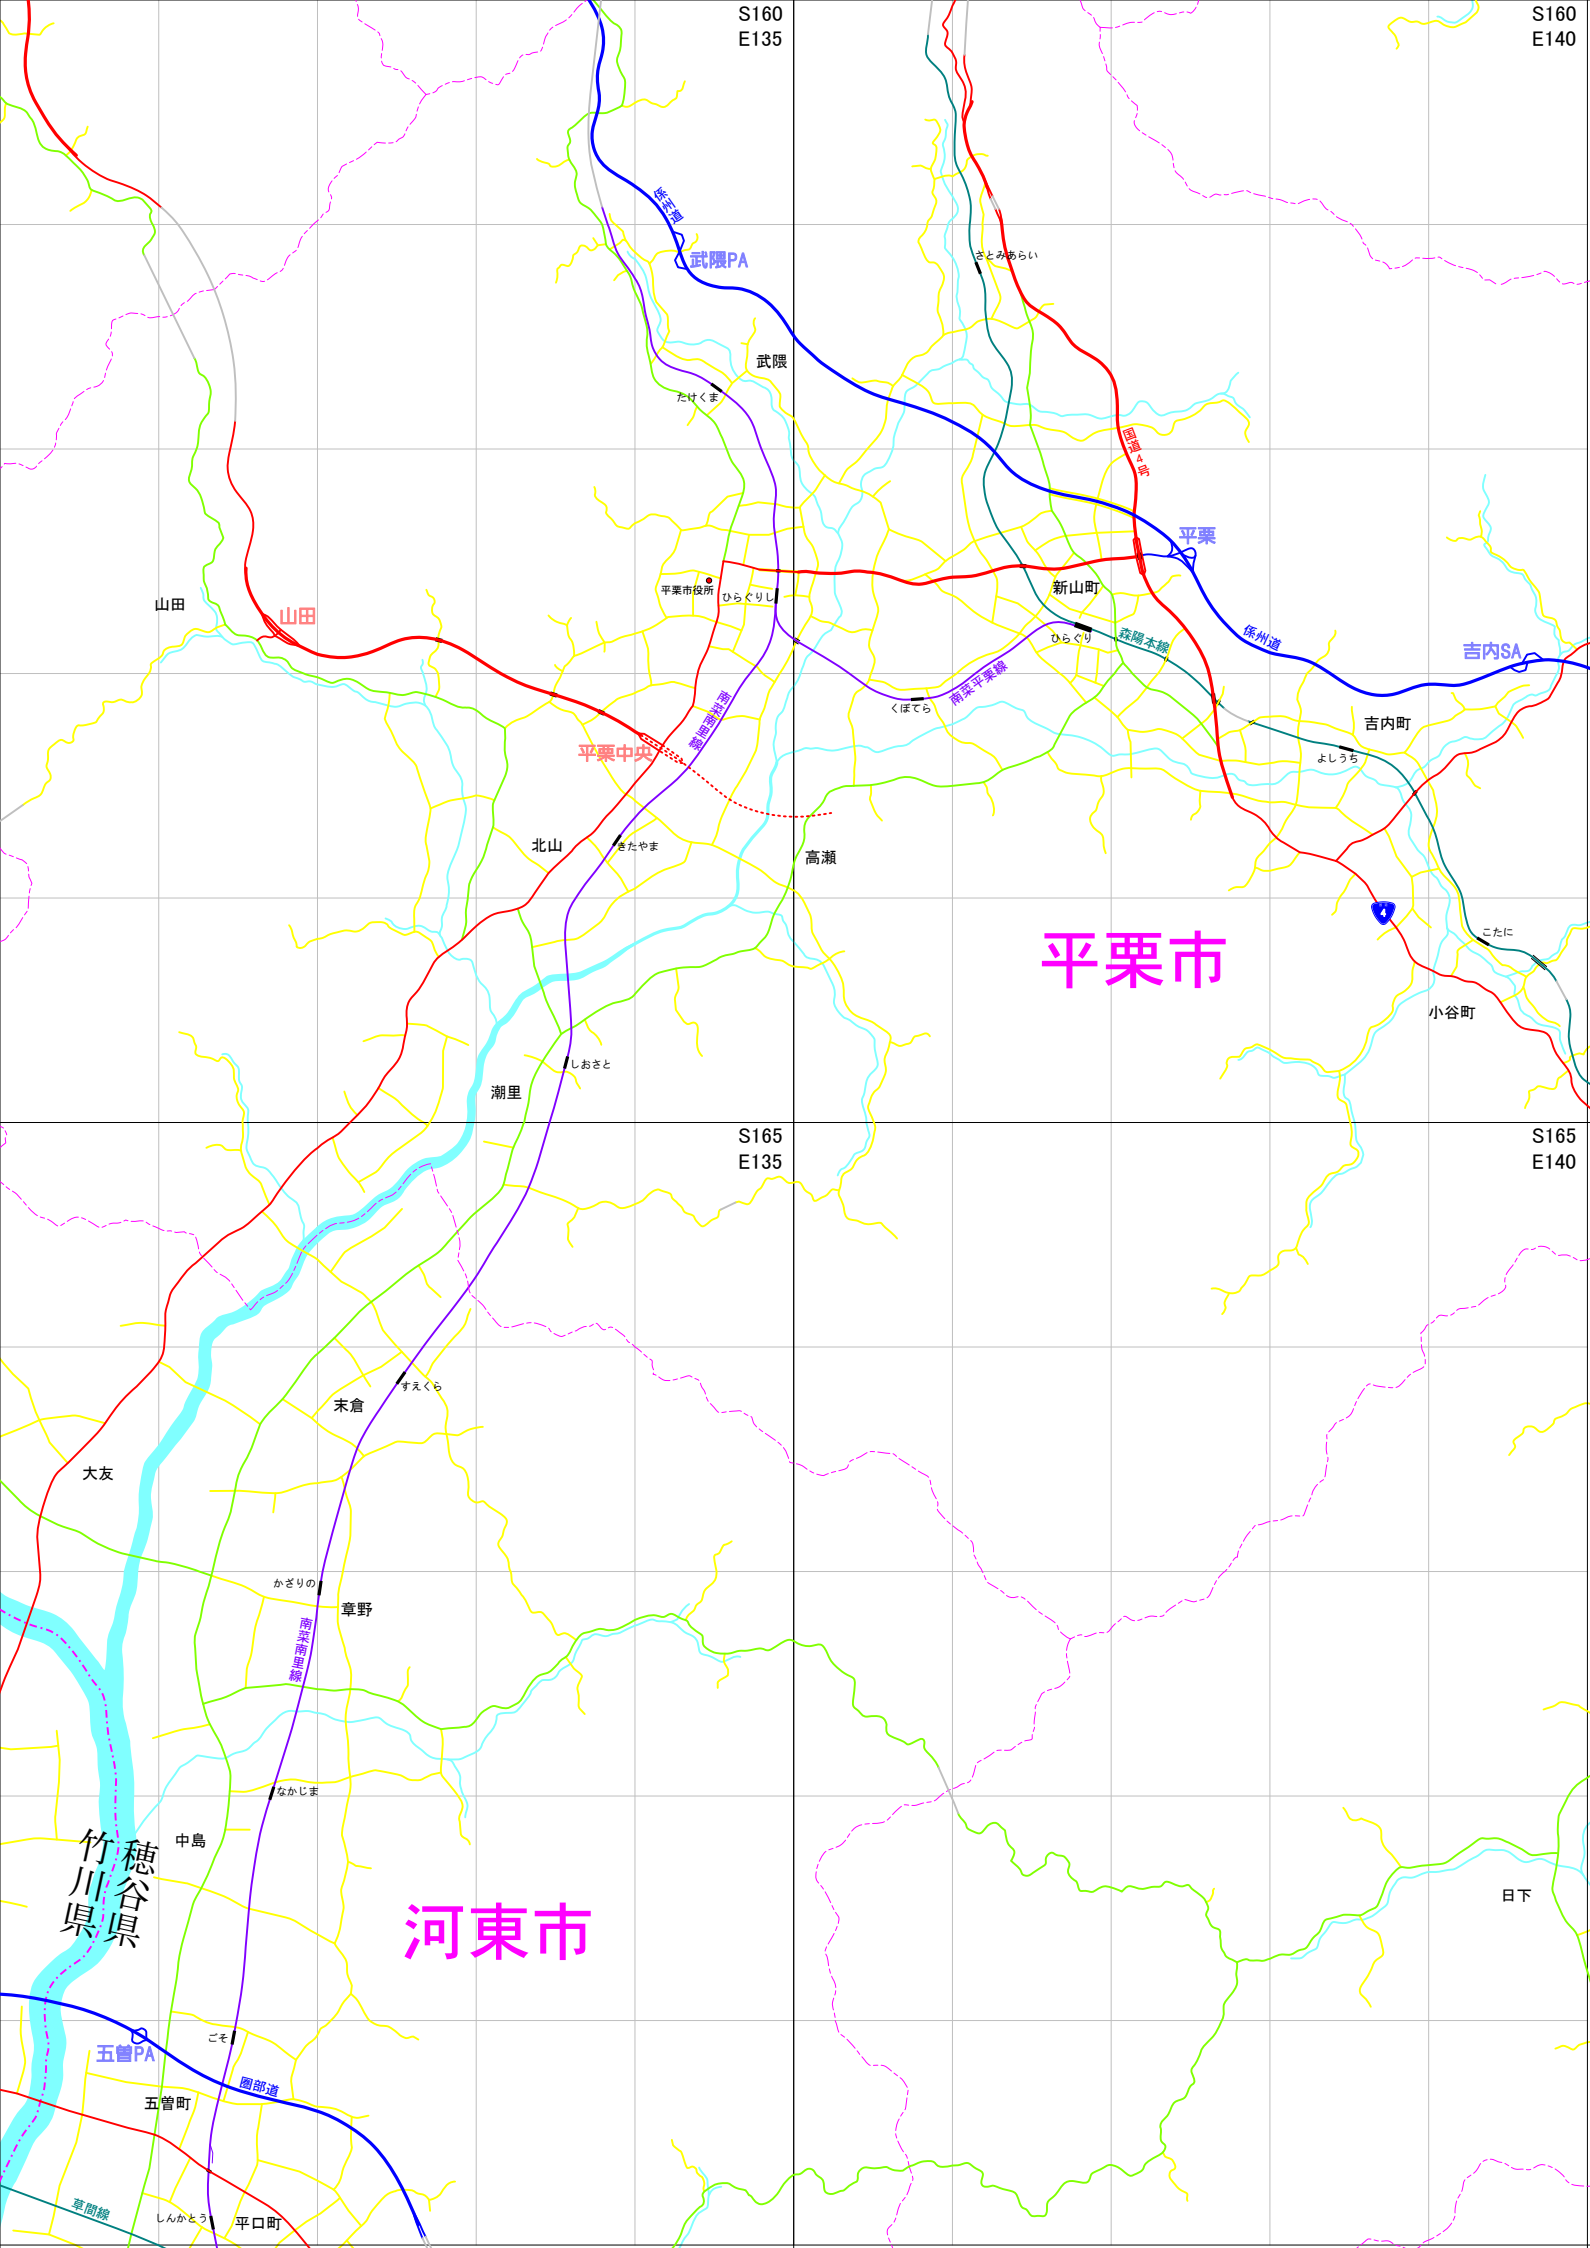 S160
E135
S160
E140
係州道
武隈PA
さとみあらい
武隈
たけくま
国道4号
平栗
山田
山田
平栗市役所
ひらぐりし
新山町
ひらぐり
森陽本線
係州道
吉内SA
南菜平栗線
くぼてら
南菜南里線
吉内町
よしうち
平栗中央
北山
きたやま
高瀬
4
平栗市
こたに
小谷町
しおさと
潮里
S165
E135
S165
E140
すえくら
末倉
大友
かざりの
章野
南菜南里線
なかじま
中島
穂谷県
竹川県
河東市
日下
ごそ
五曽PA
圏部道
五曽町
草間線
しんかとう
平口町